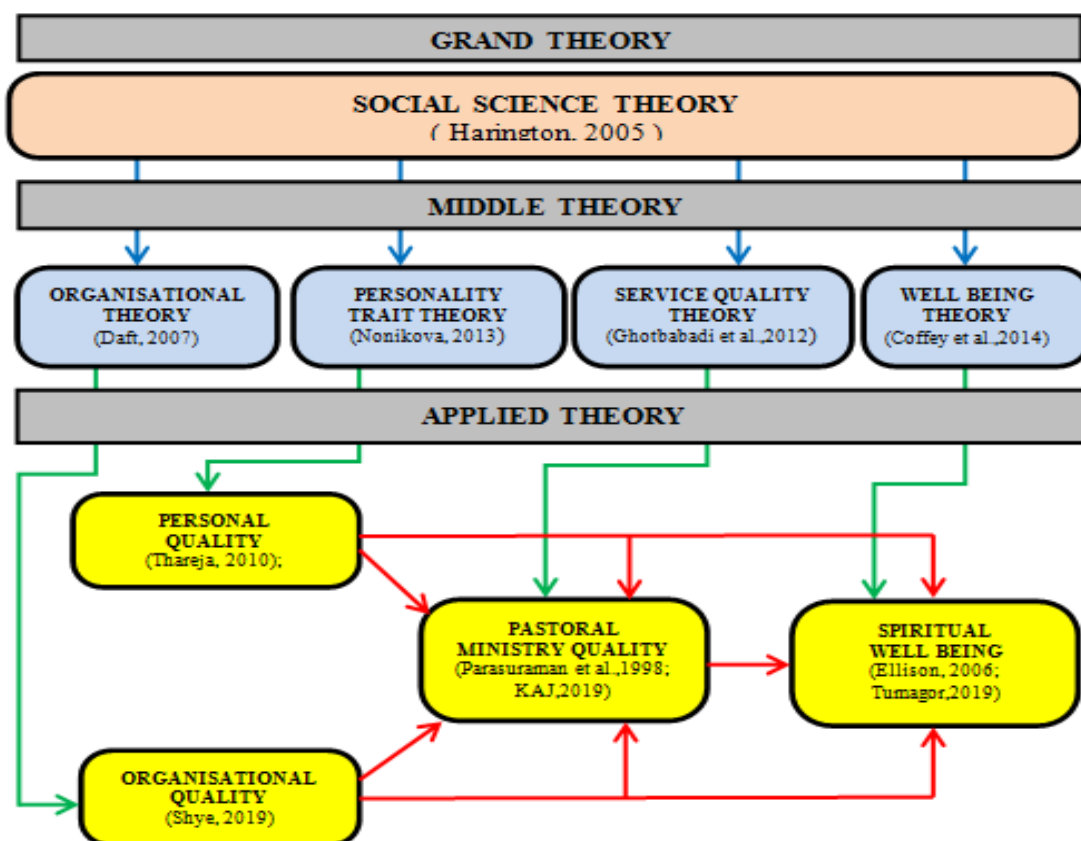 GRAND THEORY
SOCIAL SCIENCE THEORY
( Harington, 2005 )
MIDDLE THEORY
ORGANISATIONAL
THEORY
(Daft, 2007)
PERSONALITY
TRAIT THEORY
(Nonikova, 2013)
SERVICE QUALITY
THEORY
(Ghotbabadi et al.,2012)
WELL BEING
THEORY
(Coffey et al.,2014)
APPLIED THEORY
PERSONAL
QUALITY
(Thareja, 2010);
PASTORAL
MINISTRY QUALITY
(Parasuraman et al.,1998;
KAJ,2019)
SPIRITUAL
WELL BEING
(Ellison, 2006;
Tumagor,2019)
ORGANISATIONAL
QUALITY
(Shye, 2019)